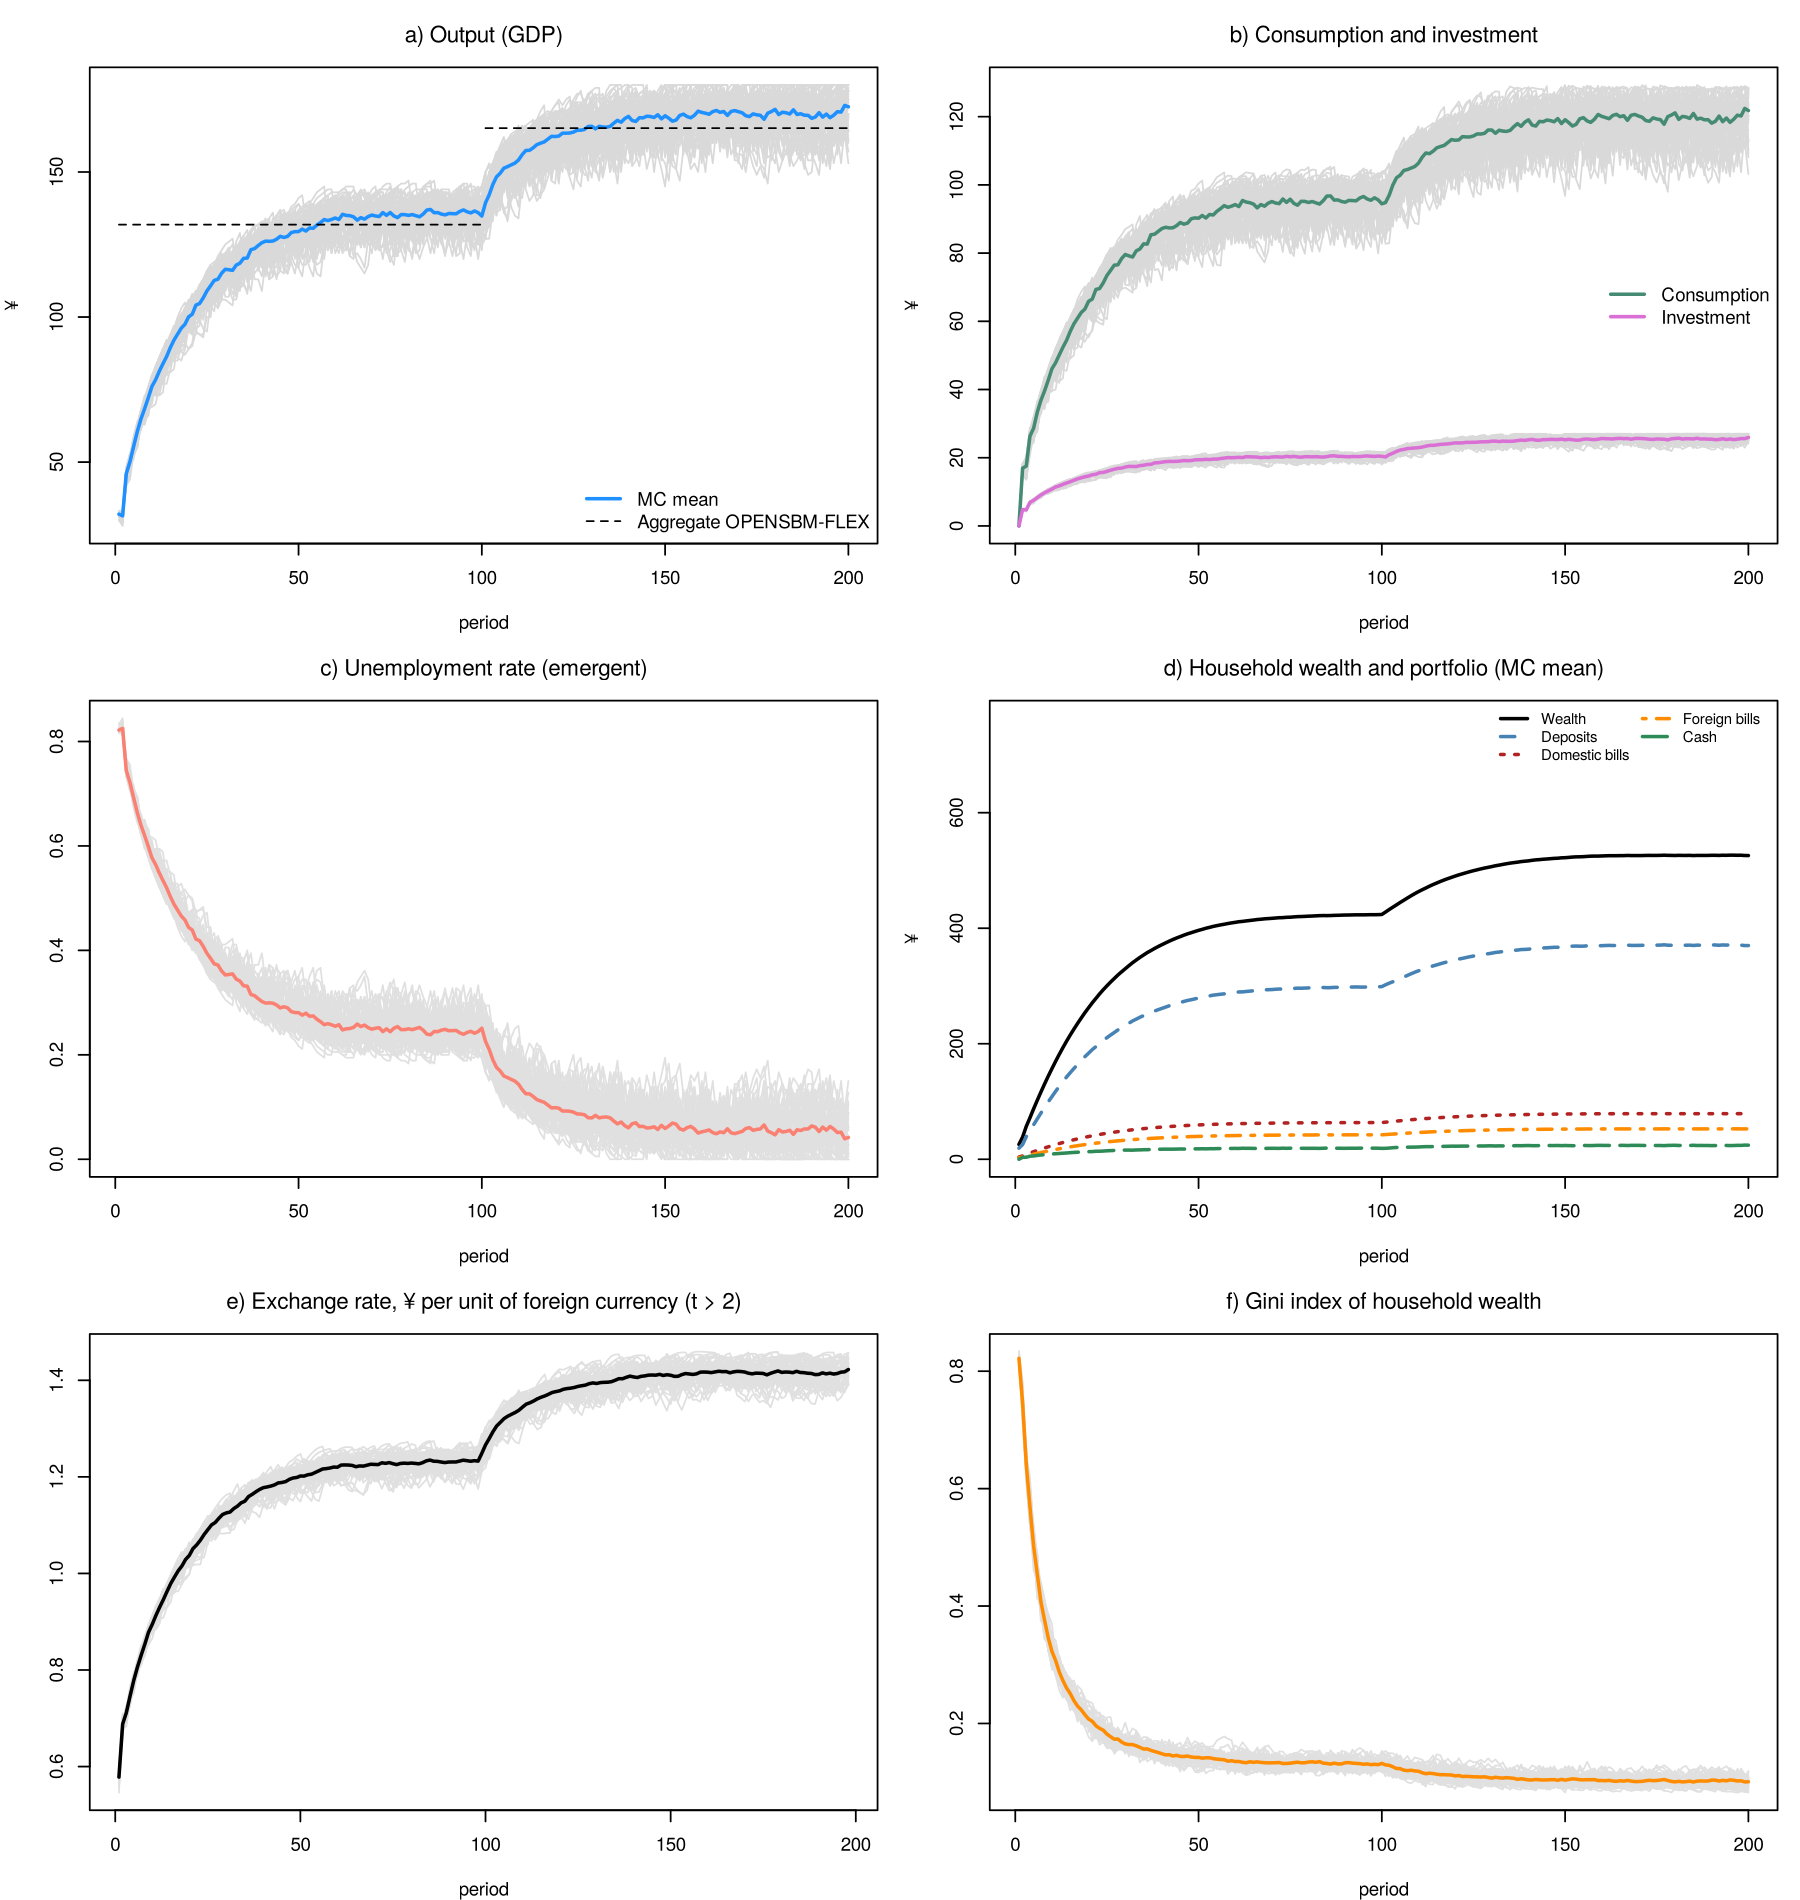 a) Output (GDP)
¥
150
100
50
MC mean
Aggregate OPENSBM-FLEX
0 50 100 150 200
period
b) Consumption and investment
¥
120
100
80
60
40
20
0
Consumption
Investment
0 50 100 150 200
period
c) Unemployment rate (emergent)
0.8
0.6
0.4
0.2
0.0
0 50 100 150 200
period
d) Household wealth and portfolio (MC mean)
¥
600
400
200
0
Wealth
Deposits
Domestic bills
Foreign bills
Cash
0 50 100 150 200
period
e) Exchange rate, ¥ per unit of foreign currency (t > 2)
1.4
1.2
1.0
0.8
0.6
0 50 100 150 200
period
f) Gini index of household wealth
0.8
0.6
0.4
0.2
0 50 100 150 200
period